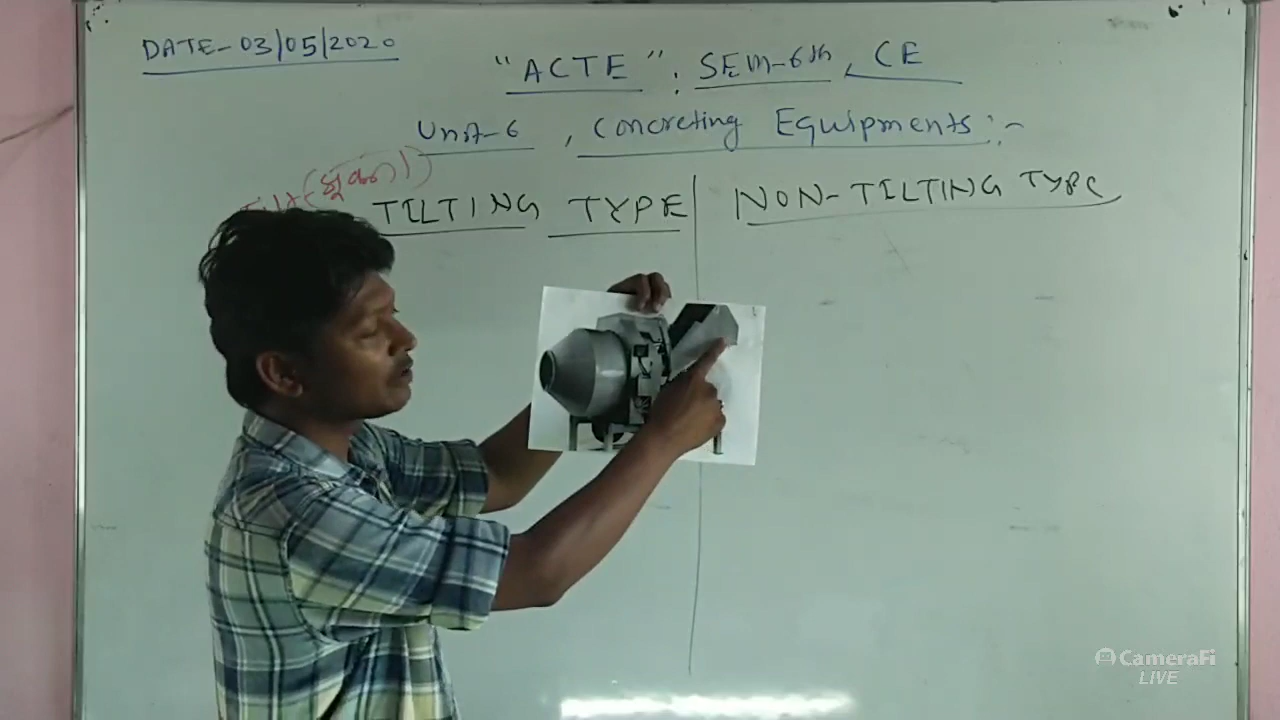 DATE-03/05/2020
"ACTE", SEM-6th, CE
Unit-6, Concreting Equipments:-
TILTING TYPE | NON-TILTING TYPE
CameraFi
LIVE